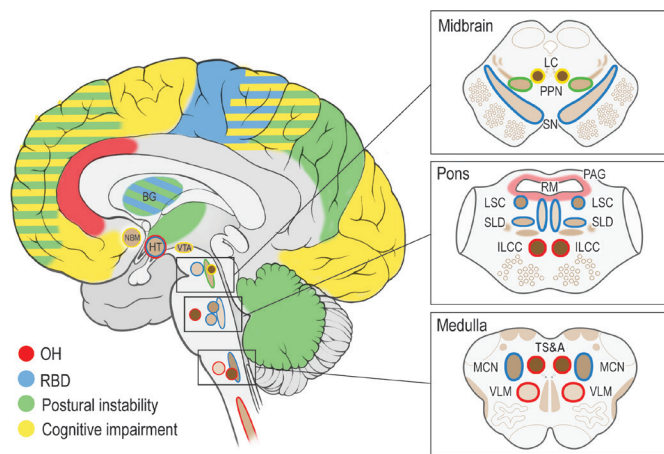 Midbrain
LC
PPN
SN
BG
NBM
HT
VTA
Pons
PAG
RM
LSC LSC
SLD SLD
ILCC ILCC
Medulla
TS&A
MCN MCN
VLM VLM
OH
RBD
Postural instability
Cognitive impairment